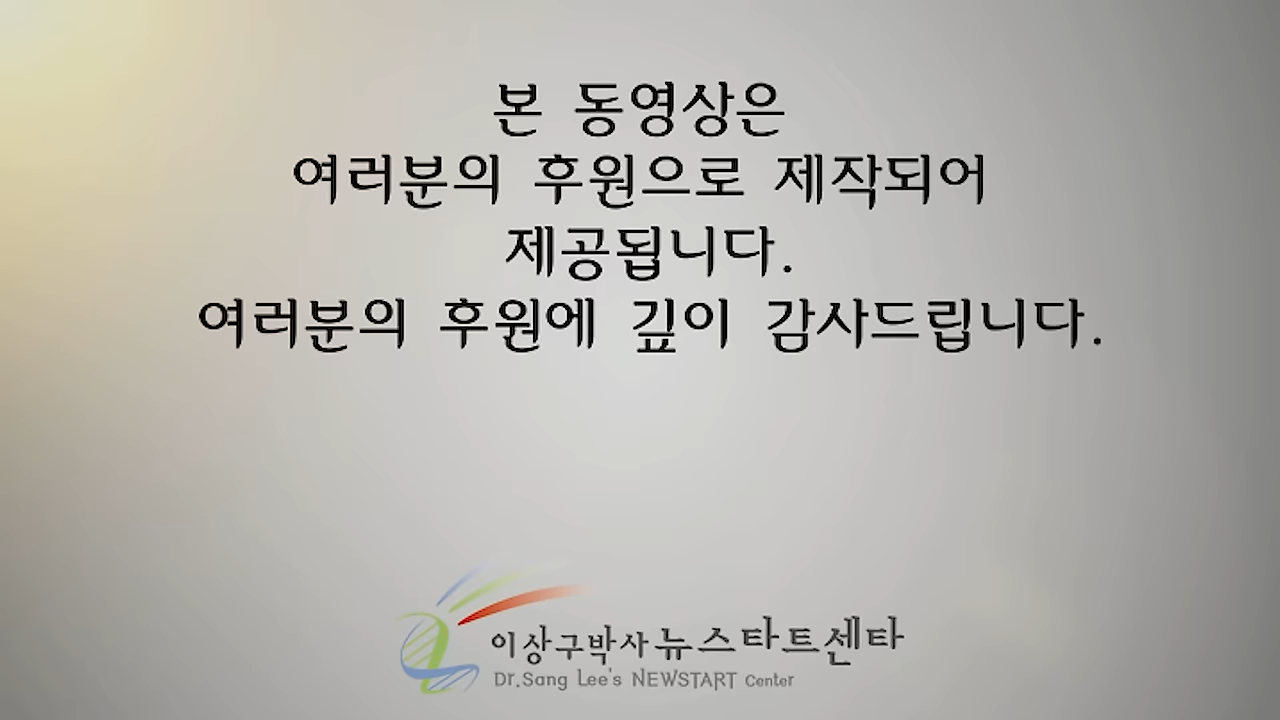 본 동영상은
여러분의 후원으로 제작되어
제공됩니다.
여러분의 후원에 깊이 감사드립니다.
이상구박사 뉴스타트센타
Dr.Sang Lee's NEWSTART Center